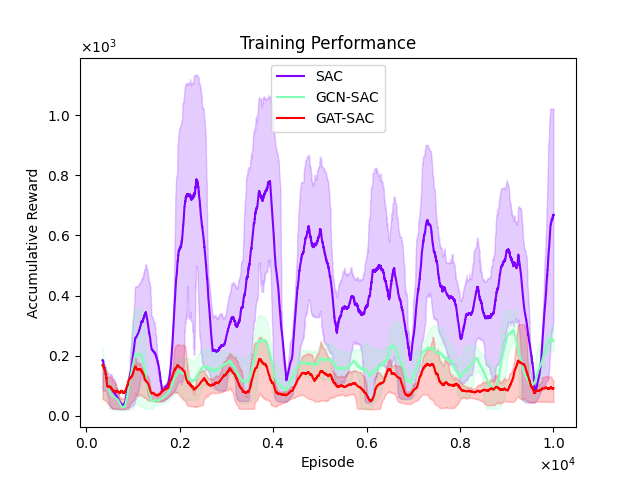 Training Performance
×10³
SAC
GCN-SAC
GAT-SAC
Accumulative Reward
1.0
0.8
0.6
0.4
0.2
0.0
0.0 0.2 0.4 0.6 0.8 1.0
Episode
×10⁴